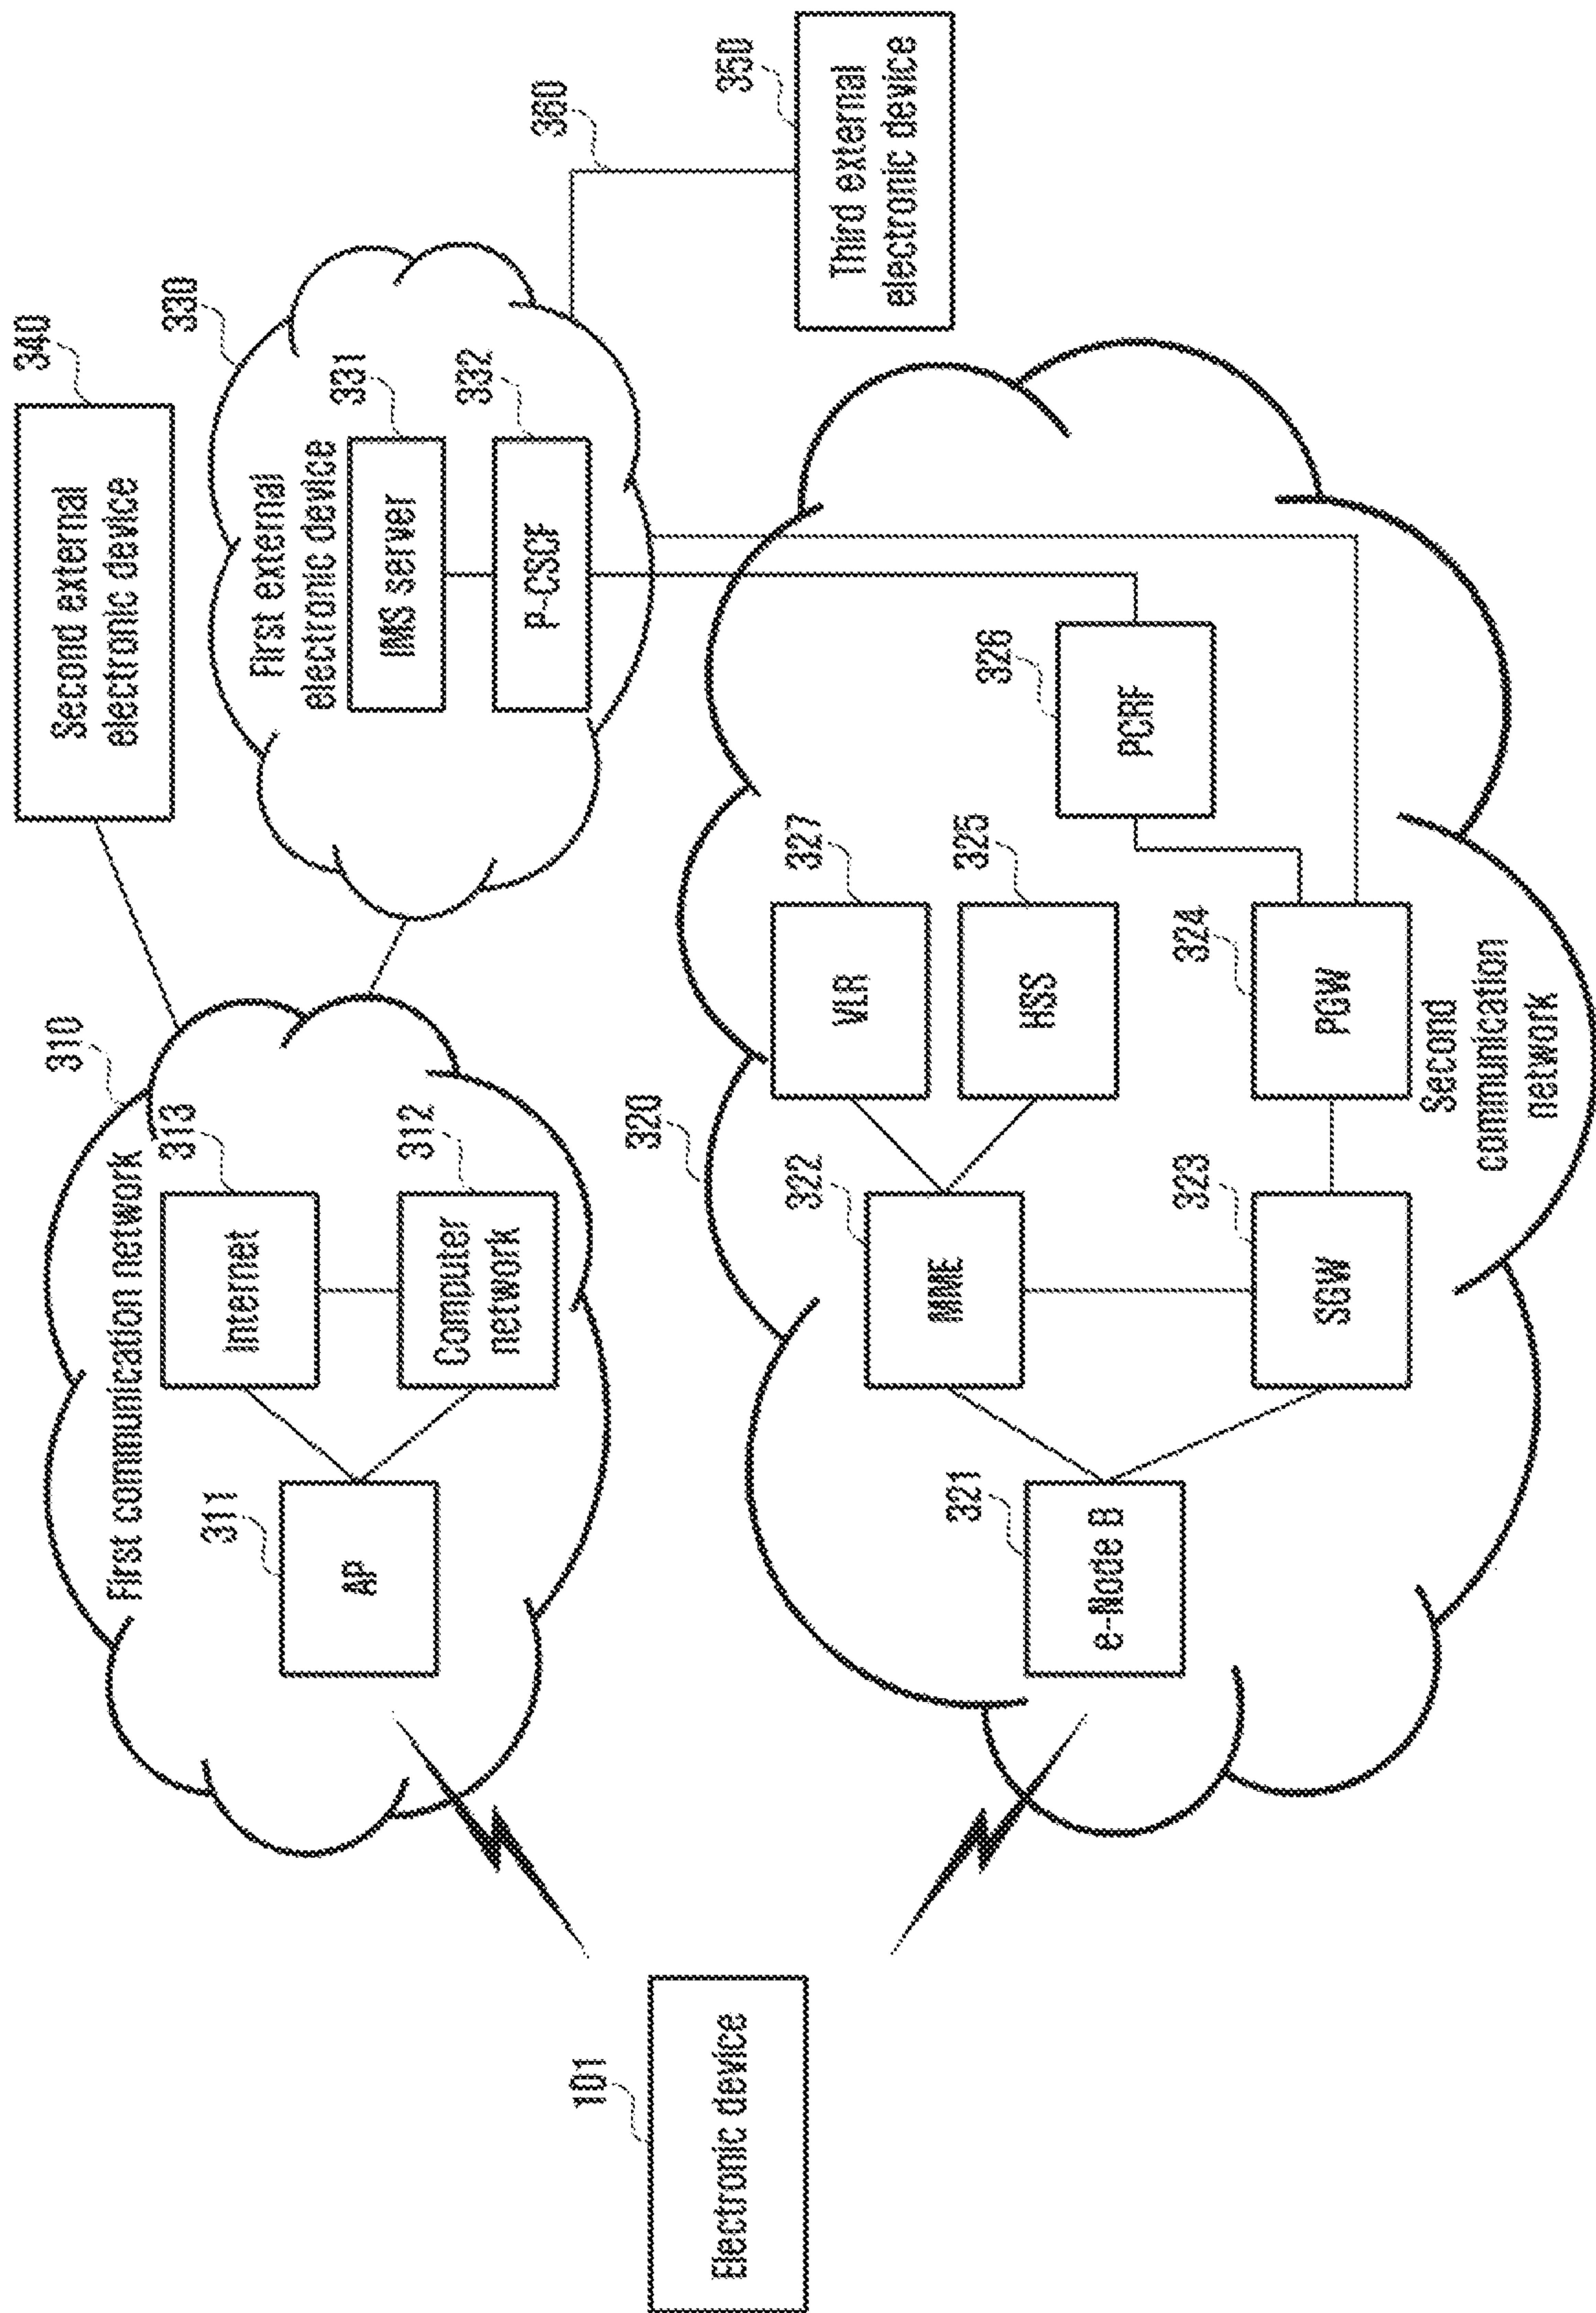 340
Second external
electronic device
330
First external
electronic device
331
IMS server
332
P-CSCF
360
350
Third external
electronic device
310
First communication network
313
Internet
312
Computer
network
311
AP
320
327
VLR
325
HSS
326
PCRF
322
MME
324
PGW
323
SGW
Second
communication
network
321
e-Node B
101
Electronic device